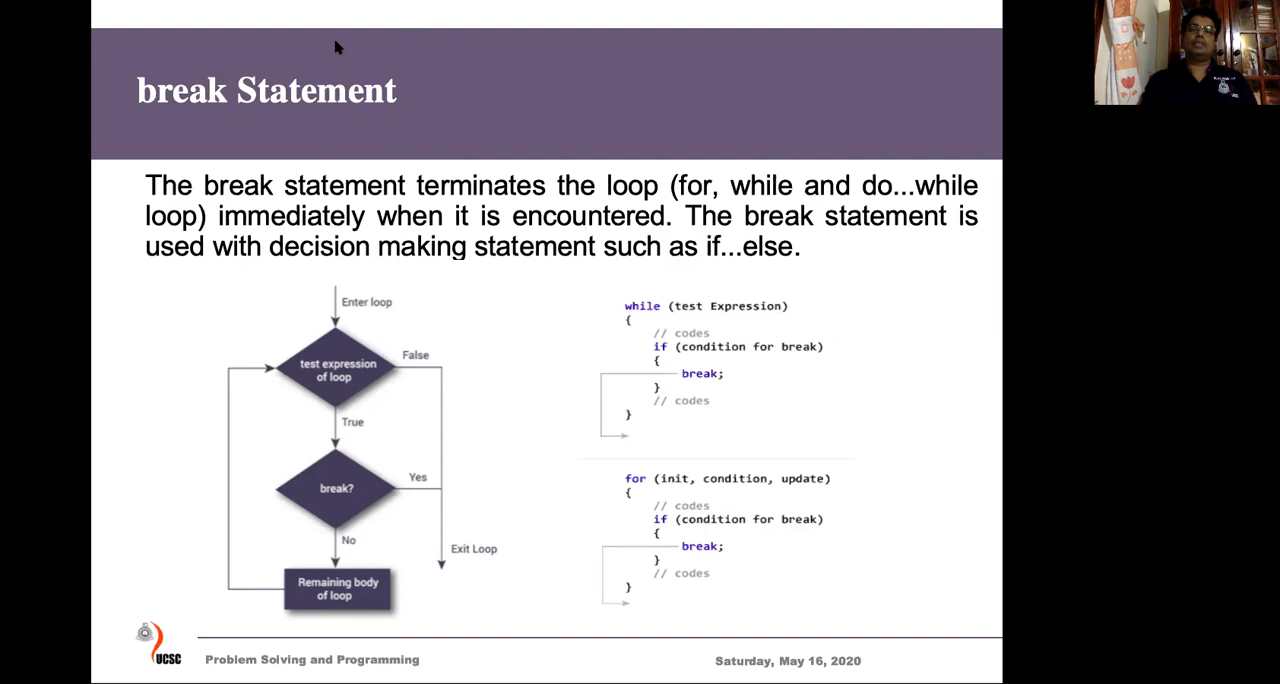 break Statement
The break statement terminates the loop (for, while and do...while
loop) immediately when it is encountered. The break statement is
used with decision making statement such as if...else.
Enter loop
test expression
of loop
False
True
break?
Yes
No
Exit Loop
Remaining body
of loop
while (test Expression)
{
// codes
if (condition for break)
{
break;
}
// codes
}
for (init, condition, update)
{
// codes
if (condition for break)
{
break;
}
// codes
}
UCSC
Problem Solving and Programming
Saturday, May 16, 2020